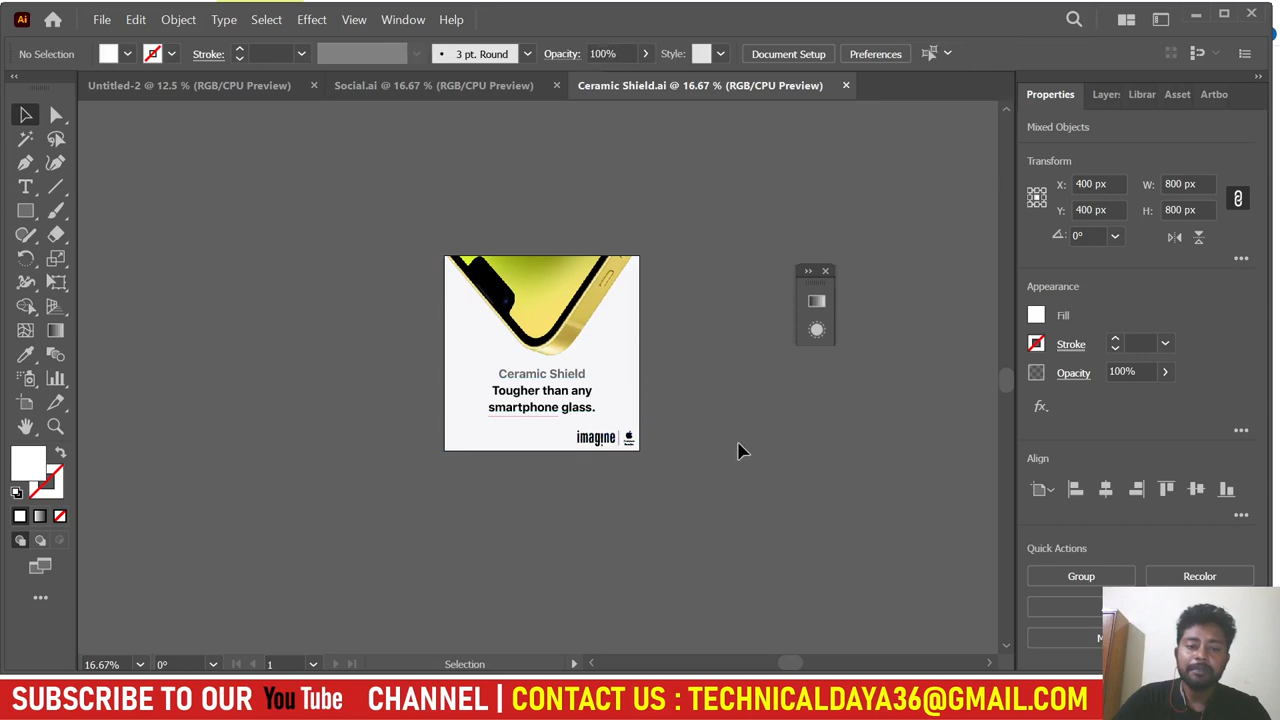 Ai File Edit Object Type Select Effect View Window Help
No Selection Stroke: 3 pt. Round Opacity: 100% Style: Document Setup Preferences
Untitled-2 @ 12.5 % (RGB/CPU Preview) × Social.ai @ 16.67 % (RGB/CPU Preview) × Ceramic Shield.ai @ 16.67 % (RGB/CPU Preview) ×
Properties Layer: Librar Asset Artbo
Mixed Objects
Transform
X: 400 px W: 800 px
Y: 400 px H: 800 px
0°
Appearance
Fill
Stroke
Opacity 100%
fx.
Align
Quick Actions
Group Recolor
M
Ceramic Shield
Tougher than any
smartphone glass.
imagine
16.67% 0° 1 Selection
SUBSCRIBE TO OUR YouTube CHANNEL | CONTACT US : TECHNICALDAYA36@GMAIL.COM